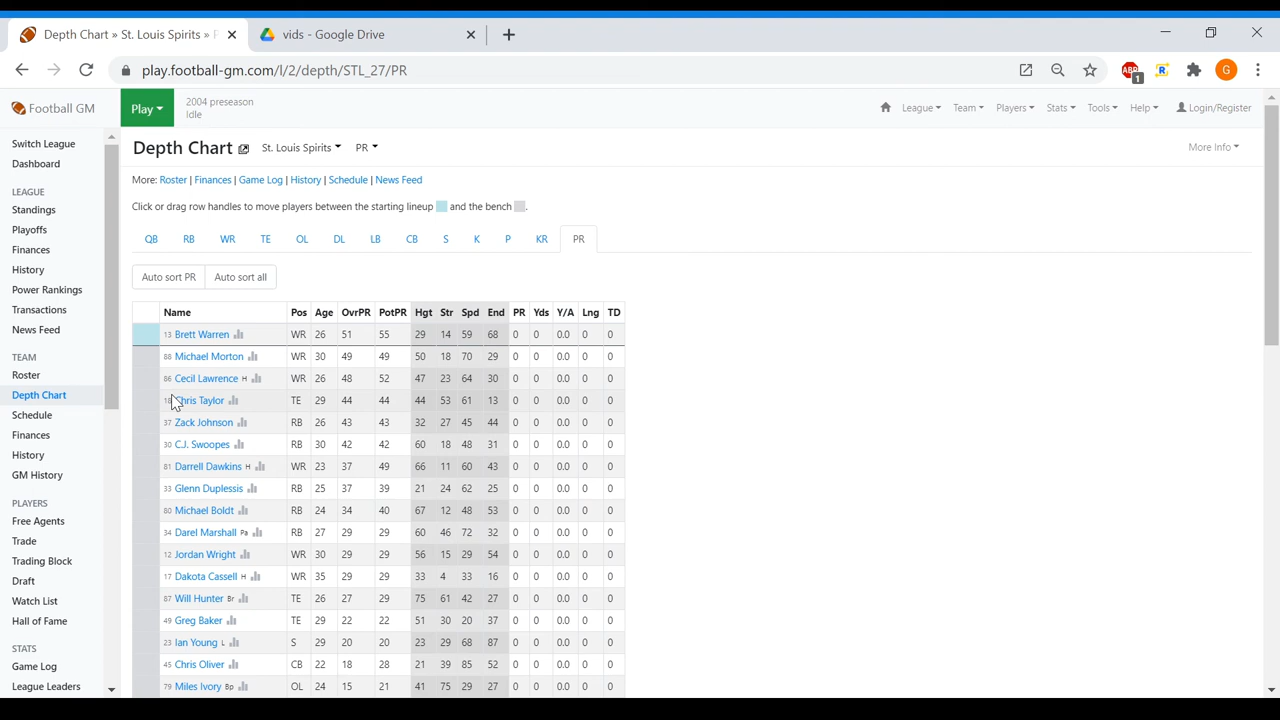 Depth Chart » St. Louis Spirits »
vids - Google Drive
play.football-gm.com/l/2/depth/STL_27/PR
ABP
1
R
G
Football GM
Play
2004 preseason
Idle
League
Team
Players
Stats
Tools
Help
Login/Register
Switch League
Dashboard
LEAGUE
Standings
Playoffs
Finances
History
Power Rankings
Transactions
News Feed
TEAM
Roster
Depth Chart
Schedule
Finances
History
GM History
PLAYERS
Free Agents
Trade
Trading Block
Draft
Watch List
Hall of Fame
STATS
Game Log
League Leaders
Depth Chart St. Louis Spirits PR
More Info
More: Roster | Finances | Game Log | History | Schedule | News Feed
Click or drag row handles to move players between the starting lineup and the bench .
QB RB WR TE OL DL LB CB S K P KR PR
Auto sort PR Auto sort all
Name Pos Age OvrPR PotPR Hgt Str Spd End PR Yds Y/A Lng TD
13 Brett Warren WR 26 51 55 29 14 59 68 0 0 0.0 0 0
88 Michael Morton WR 30 49 49 50 18 70 29 0 0 0.0 0 0
86 Cecil Lawrence H WR 26 48 52 47 23 64 30 0 0 0.0 0 0
Chris Taylor TE 29 44 44 44 53 61 13 0 0 0.0 0 0
37 Zack Johnson RB 26 43 43 32 27 45 44 0 0 0.0 0 0
30 C.J. Swoopes RB 30 42 42 60 18 48 31 0 0 0.0 0 0
81 Darrell Dawkins H WR 23 37 49 66 11 60 43 0 0 0.0 0 0
33 Glenn Duplessis RB 25 37 39 21 24 62 25 0 0 0.0 0 0
80 Michael Boldt RB 24 34 40 67 12 48 53 0 0 0.0 0 0
34 Darel Marshall Pa RB 27 29 29 60 46 72 32 0 0 0.0 0 0
12 Jordan Wright WR 30 29 29 56 15 29 54 0 0 0.0 0 0
17 Dakota Cassell H WR 35 29 29 33 4 33 16 0 0 0.0 0 0
87 Will Hunter Br TE 26 27 29 75 61 42 27 0 0 0.0 0 0
49 Greg Baker TE 29 22 22 51 30 20 37 0 0 0.0 0 0
23 Ian Young L S 29 20 20 23 29 68 87 0 0 0.0 0 0
45 Chris Oliver CB 22 18 28 21 39 85 52 0 0 0.0 0 0
79 Miles Ivory Bp OL 24 15 21 41 75 29 27 0 0 0.0 0 0